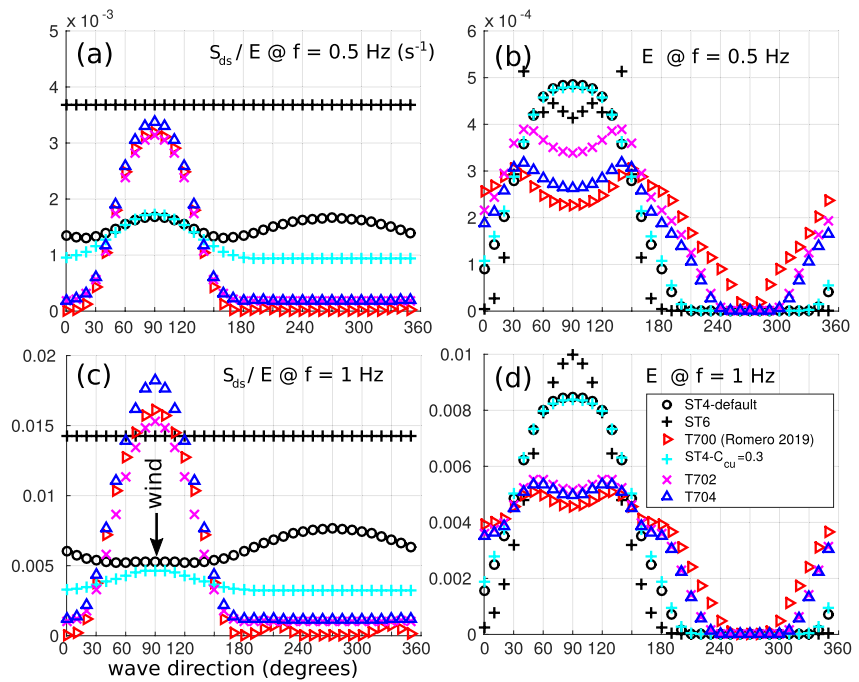 x 10⁻³
5
4
3
2
1
0
(a)
S_ds / E @ f = 0.5 Hz (s⁻¹)
0 30 60 90 120 180 240 300 360
x 10⁻⁴
6
5
4
3
2
1
0
(b)
E @ f = 0.5 Hz
0 30 60 90 120 180 240 300 360
0.02
0.015
0.01
0.005
0
(c)
S_ds / E @ f = 1 Hz
wind
0 30 60 90 120 180 240 300 360
wave direction (degrees)
0.01
0.008
0.006
0.004
0.002
0
(d)
E @ f = 1 Hz
ST4-default
ST6
T700 (Romero 2019)
ST4-C_cu=0.3
T702
T704
0 30 60 90 120 180 240 300 360